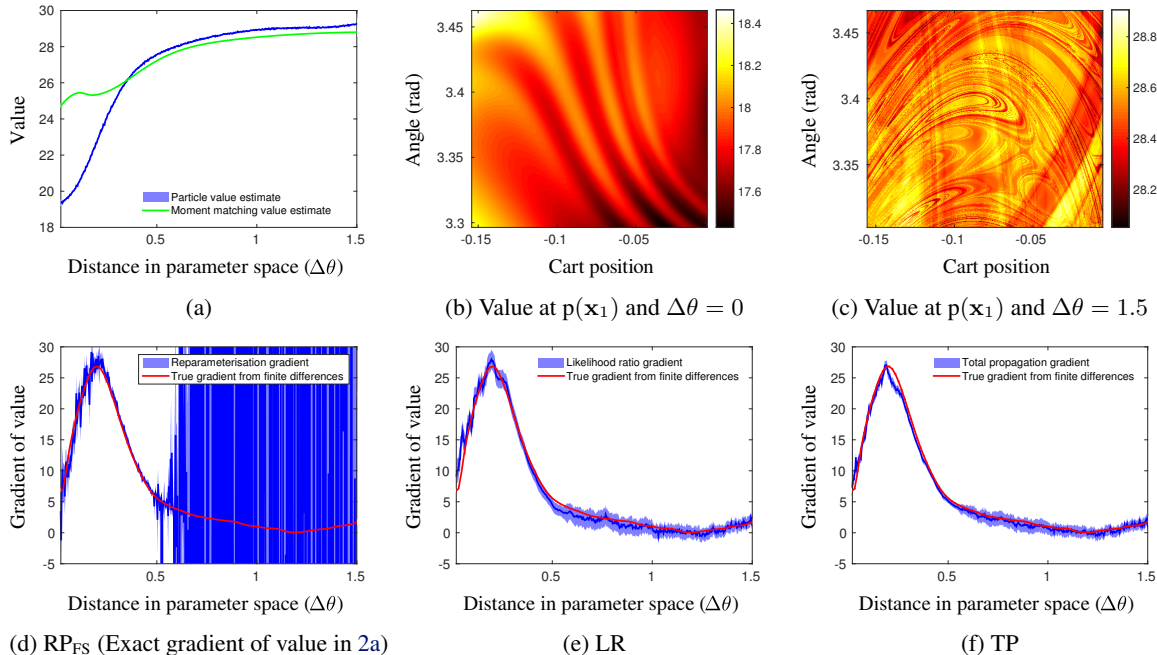 30
28
26
24
22
20
18
Value
0.5
1
1.5
Particle value estimate
Moment matching value estimate
Distance in parameter space (Δθ)
(a)
3.45
3.4
3.35
3.3
Angle (rad)
-0.15
-0.1
-0.05
18.4
18.2
18
17.8
17.6
Cart position
(b) Value at p(x₁) and Δθ = 0
3.45
3.4
3.35
Angle (rad)
-0.15
-0.1
-0.05
28.8
28.6
28.4
28.2
Cart position
(c) Value at p(x₁) and Δθ = 1.5
30
25
20
15
10
5
0
-5
Gradient of value
0.5
1
1.5
Reparameterisation gradient
True gradient from finite differences
Distance in parameter space (Δθ)
(d) RP_FS (Exact gradient of value in 2a)
30
25
20
15
10
5
0
-5
Gradient of value
0.5
1
1.5
Likelihood ratio gradient
True gradient from finite differences
Distance in parameter space (Δθ)
(e) LR
30
25
20
15
10
5
0
-5
Gradient of value
0.5
1
1.5
Total propagation gradient
True gradient from finite differences
Distance in parameter space (Δθ)
(f) TP